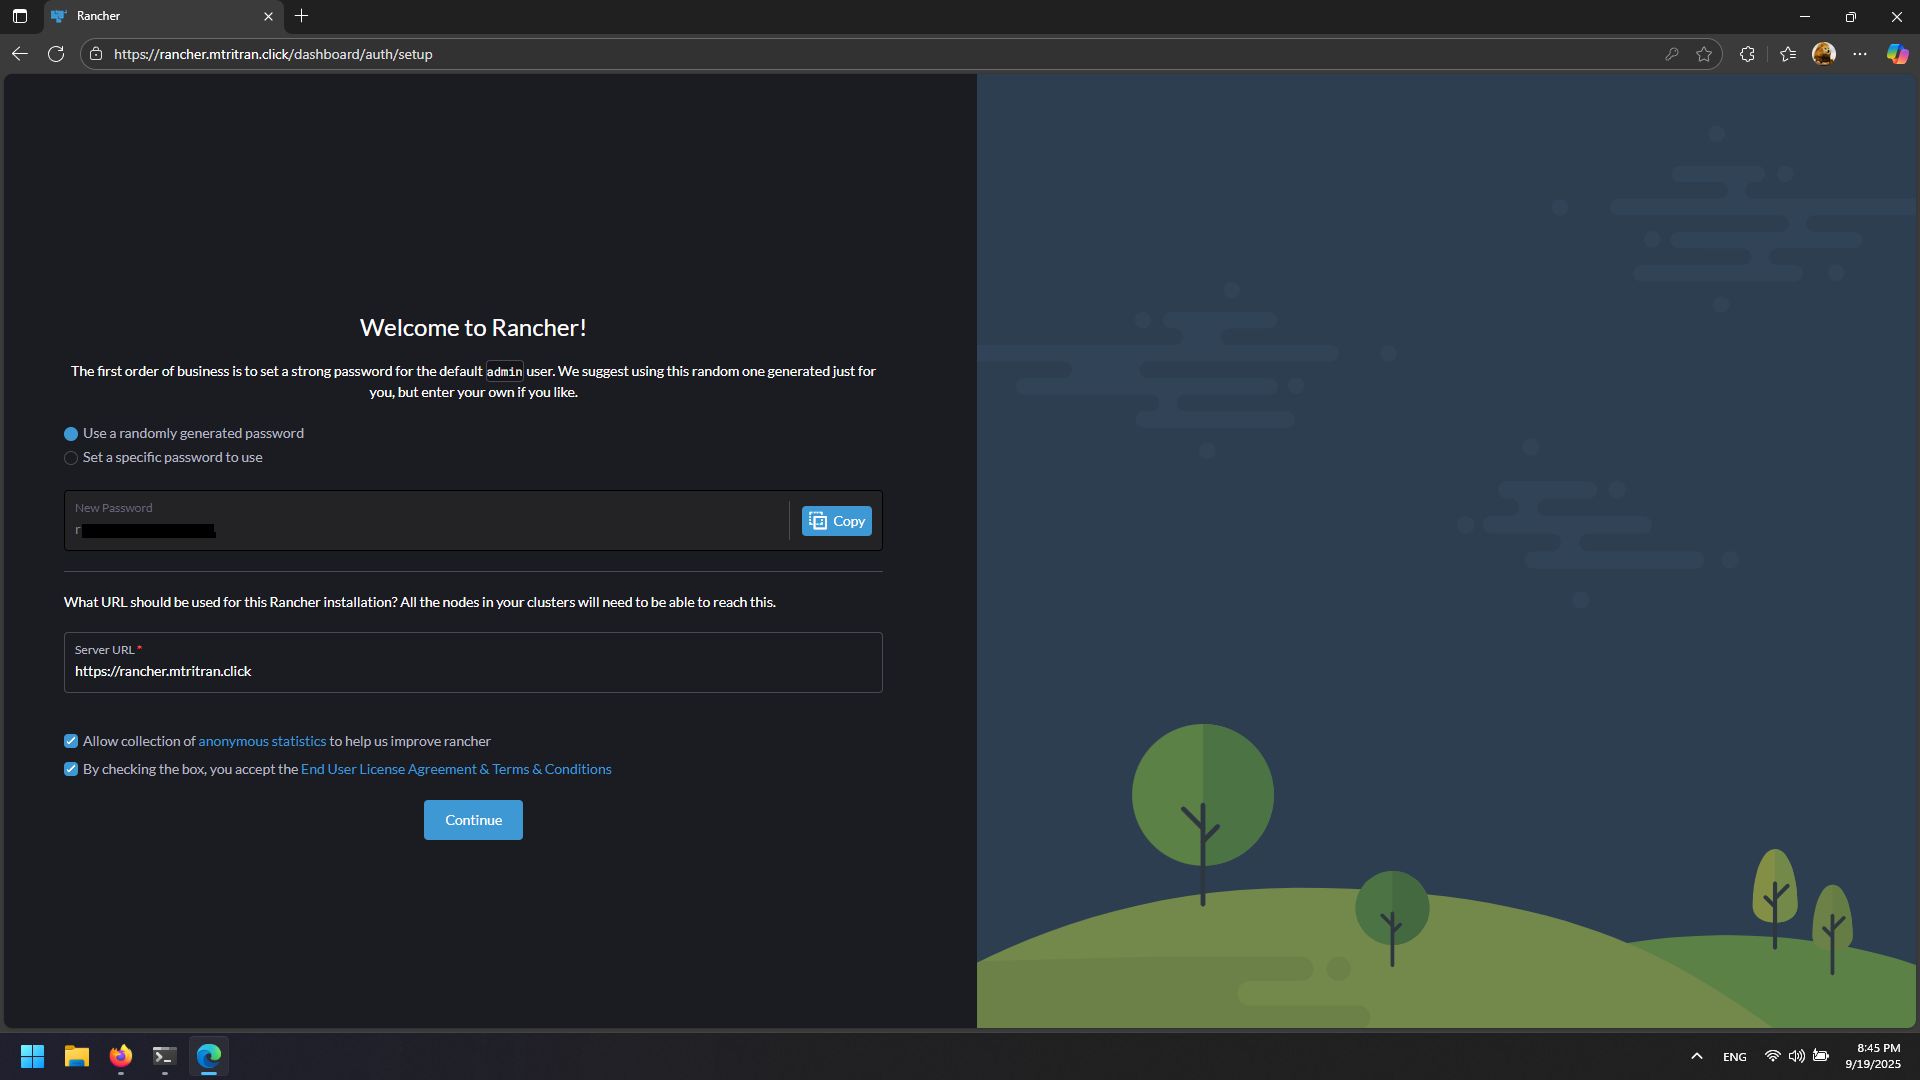 Rancher
https://rancher.mtritran.click/dashboard/auth/setup
Welcome to Rancher!
The first order of business is to set a strong password for the default admin user. We suggest using this random one generated just for
you, but enter your own if you like.
Use a randomly generated password
Set a specific password to use
New Password
r
Copy
What URL should be used for this Rancher installation? All the nodes in your clusters will need to be able to reach this.
Server URL*
https://rancher.mtritran.click
Allow collection of anonymous statistics to help us improve rancher
By checking the box, you accept the End User License Agreement & Terms & Conditions
Continue
ENG
8:45 PM
9/19/2025